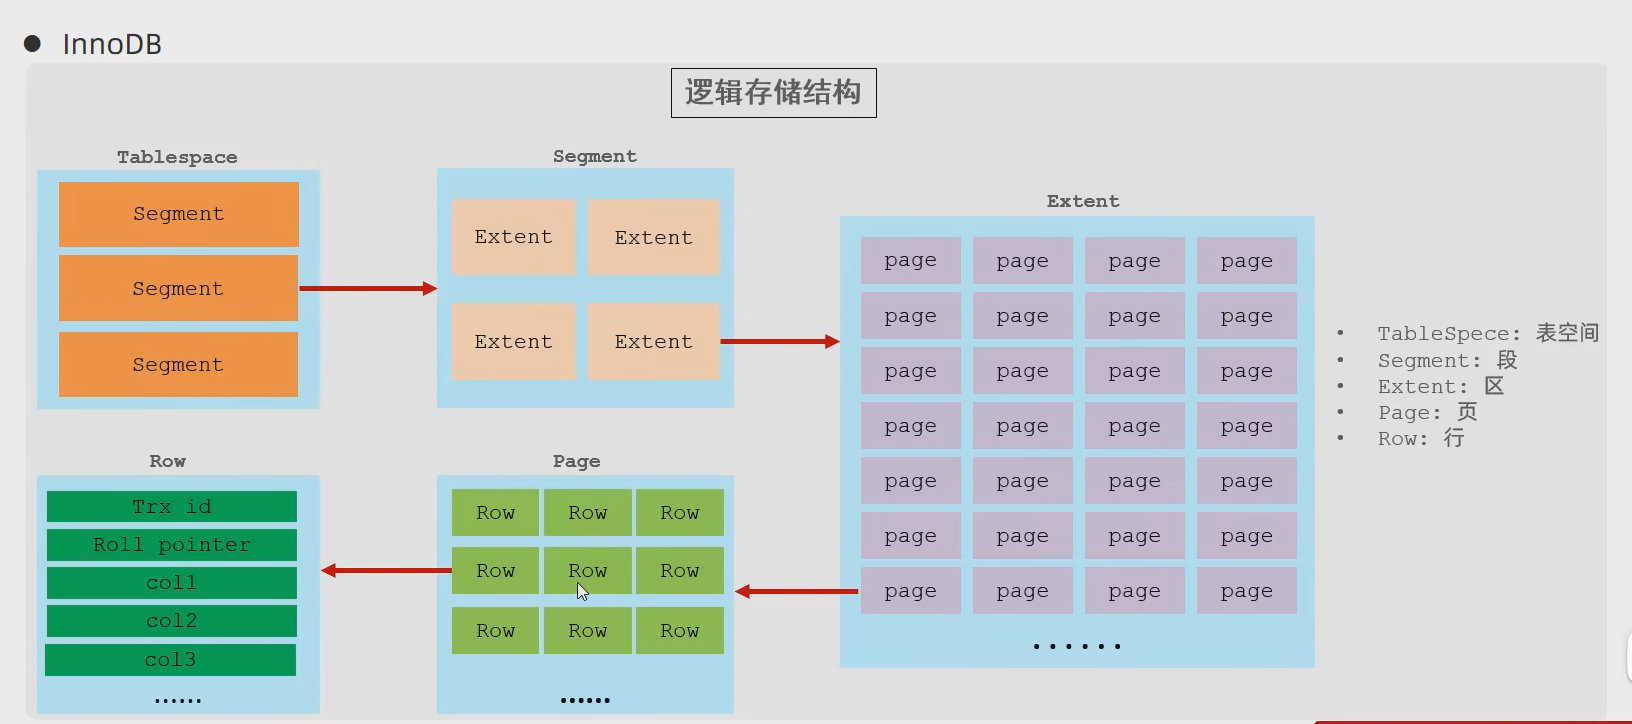 ● InnoDB
逻辑存储结构
Tablespace
Segment
Segment
Segment
Segment
Extent Extent
Extent Extent
Extent
page page page page
page page page page
page page page page
page page page page
page page page page
page page page page
page page page page
......
• TableSpece: 表空间
• Segment: 段
• Extent: 区
• Page: 页
• Row: 行
Row
Trx id
Roll pointer
col1
col2
col3
......
Page
Row Row Row
Row Row Row
Row Row Row
......